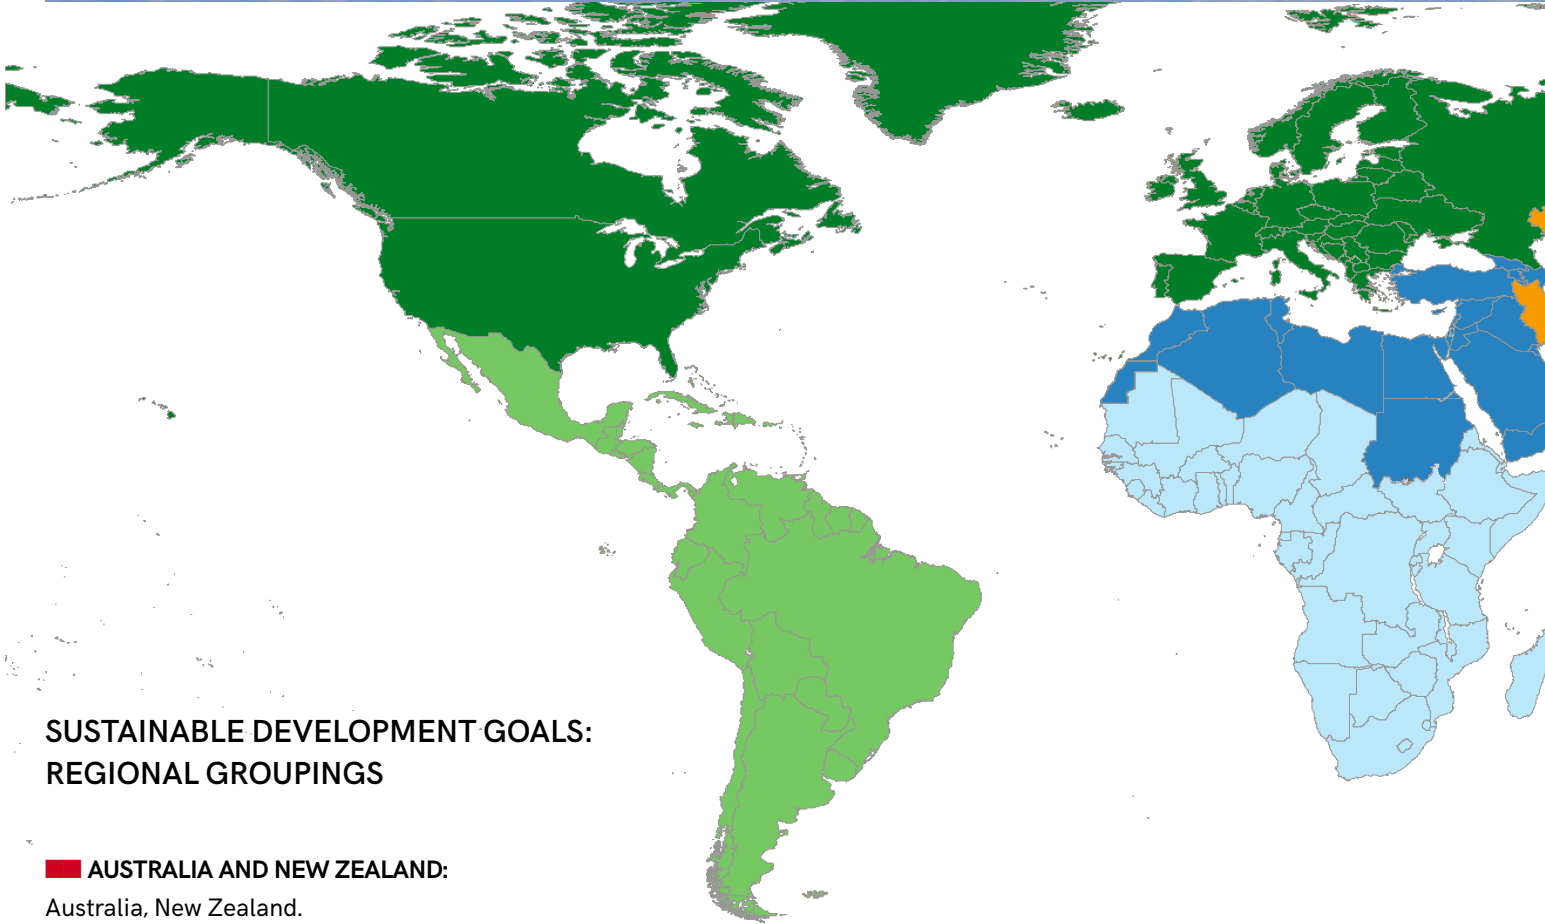 SUSTAINABLE DEVELOPMENT GOALS:
REGIONAL GROUPINGS
AUSTRALIA AND NEW ZEALAND:
Australia, New Zealand.